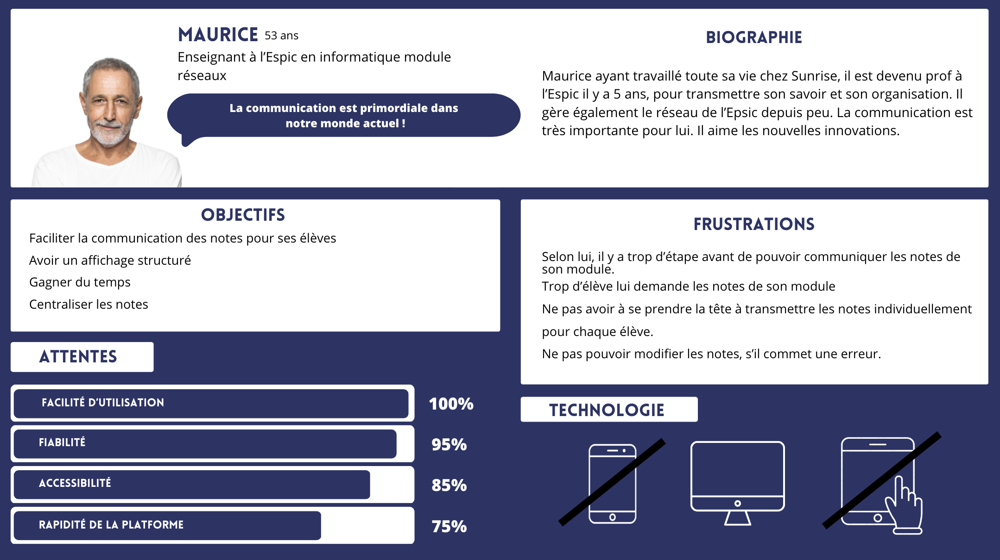 MAURICE 53 ans
Enseignant à l’Espic en informatique module
réseaux
La communication est primordiale dans
notre monde actuel !
BIOGRAPHIE
Maurice ayant travaillé toute sa vie chez Sunrise, il est devenu prof à
l’Espic il y a 5 ans, pour transmettre son savoir et son organisation. Il
gère également le réseau de l’Epsic depuis peu. La communication est
très importante pour lui. Il aime les nouvelles innovations.
OBJECTIFS
Faciliter la communication des notes pour ses élèves
Avoir un affichage structuré
Gagner du temps
Centraliser les notes
FRUSTRATIONS
Selon lui, il y a trop d’étape avant de pouvoir communiquer les notes de
son module.
Trop d’élève lui demande les notes de son module
Ne pas avoir à se prendre la tête à transmettre les notes individuellement
pour chaque élève.
Ne pas pouvoir modifier les notes, s’il commet une erreur.
ATTENTES
FACILITÉ D’UTILISATION 100%
FIABILITÉ 95%
ACCESSIBILITÉ 85%
RAPIDITÉ DE LA PLATFORME 75%
TECHNOLOGIE